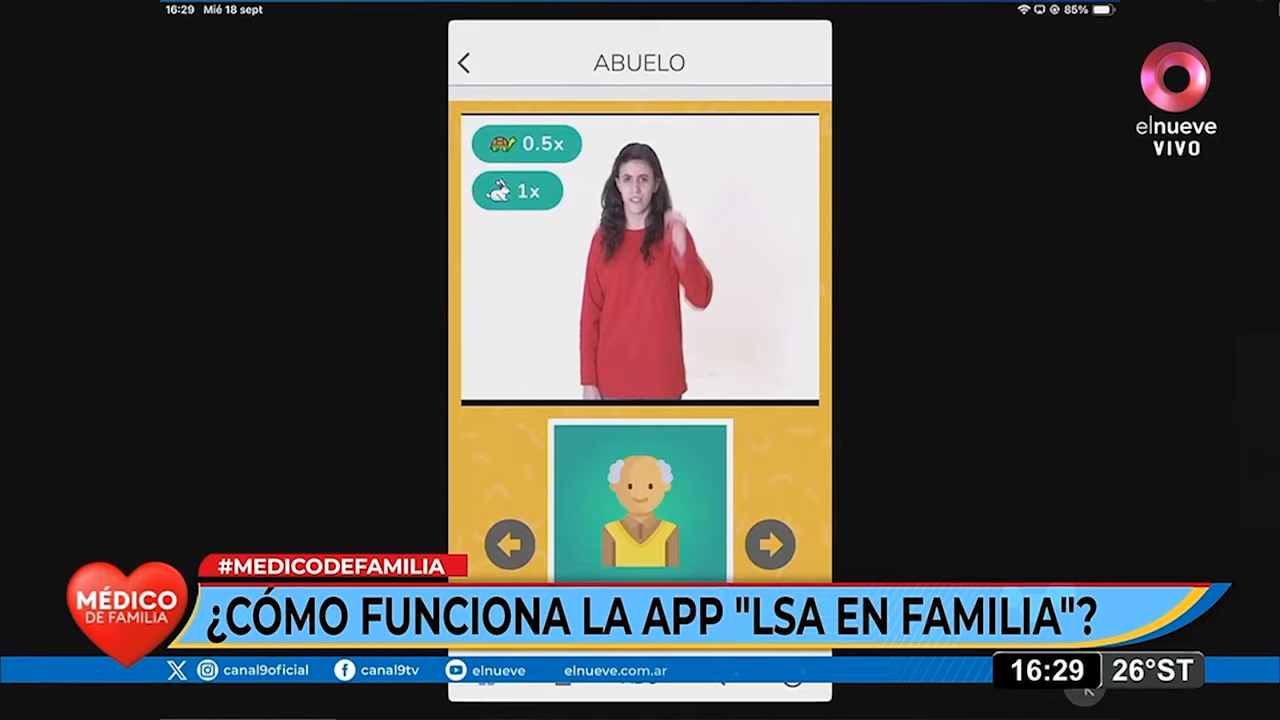 16:29 Mié 18 sept
85%
ABUELO
0.5x
1x
elnueve
VIVO
#MEDICODEFAMILIA
MÉDICO
DE FAMILIA
¿CÓMO FUNCIONA LA APP "LSA EN FAMILIA"?
canal9oficial
canal9tv
elnueve
elnueve.com.ar
16:29
26°ST